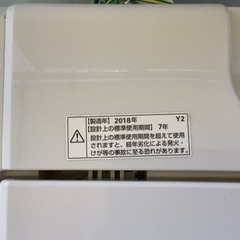 【製造年】2018年 Y2
【設計上の標準使用期間】7年
設計上の標準使用期間を超えて使用
されますと、経年劣化による発火・
けが等の事故に至る恐れがあります。